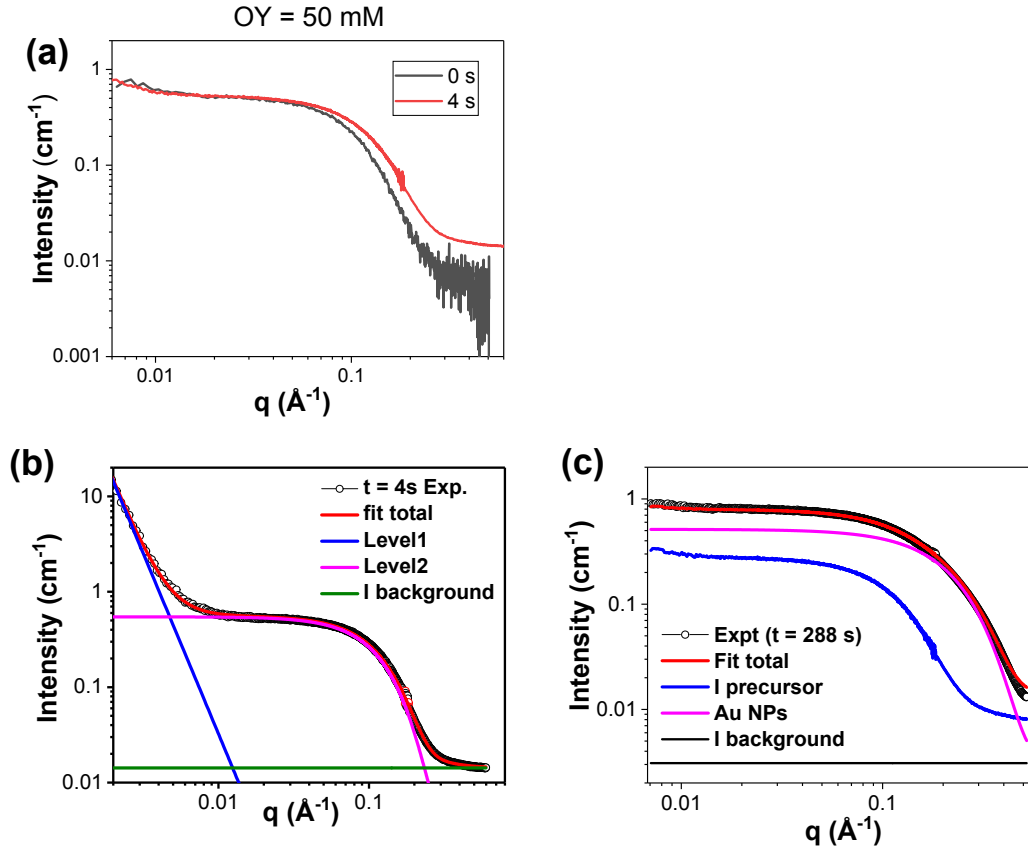 OY = 50 mM
(a)
1
0.1
0.01
0.001
Intensity (cm⁻¹)
0 s
4 s
0.01
0.1
q (Å⁻¹)
(b)
10
1
0.1
0.01
Intensity (cm⁻¹)
t = 4s Exp.
fit total
Level1
Level2
I background
0.01
0.1
q (Å⁻¹)
(c)
1
0.1
0.01
Intensity (cm⁻¹)
Expt (t = 288 s)
Fit total
I precursor
Au NPs
I background
0.01
0.1
q (Å⁻¹)